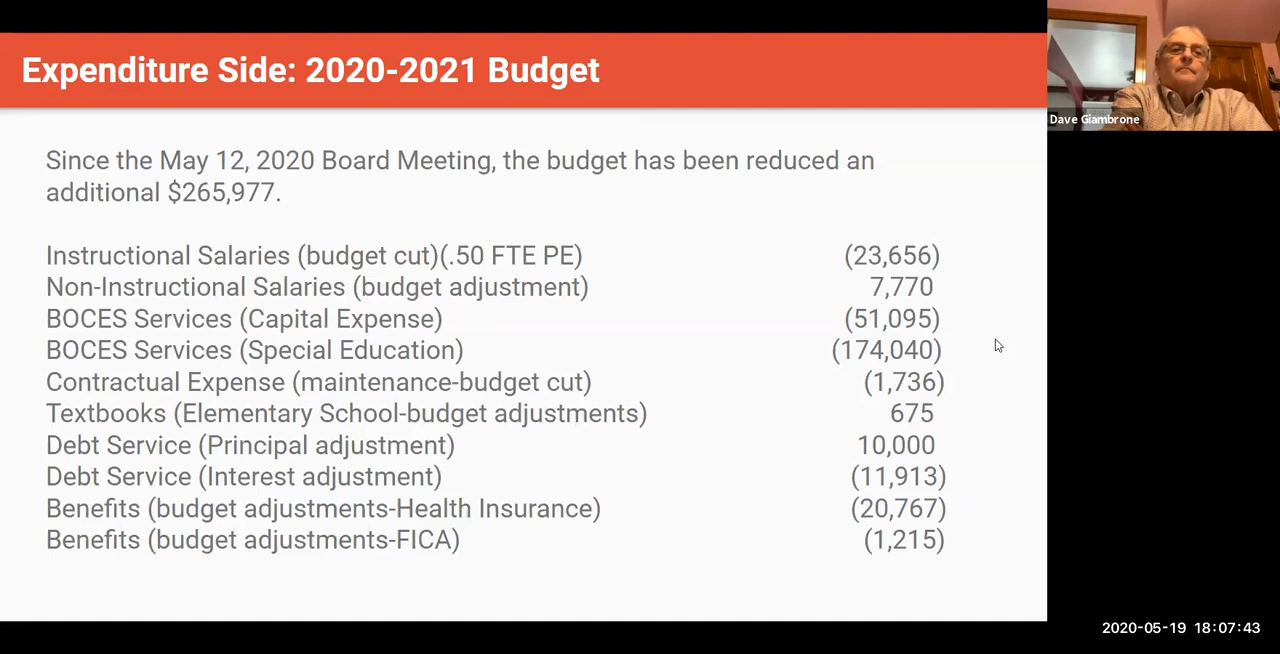 Expenditure Side: 2020-2021 Budget
Dave Giambrone
Since the May 12, 2020 Board Meeting, the budget has been reduced an
additional $265,977.
Instructional Salaries (budget cut)(.50 FTE PE) (23,656)
Non-Instructional Salaries (budget adjustment) 7,770
BOCES Services (Capital Expense) (51,095)
BOCES Services (Special Education) (174,040)
Contractual Expense (maintenance-budget cut) (1,736)
Textbooks (Elementary School-budget adjustments) 675
Debt Service (Principal adjustment) 10,000
Debt Service (Interest adjustment) (11,913)
Benefits (budget adjustments-Health Insurance) (20,767)
Benefits (budget adjustments-FICA) (1,215)
2020-05-19 18:07:43